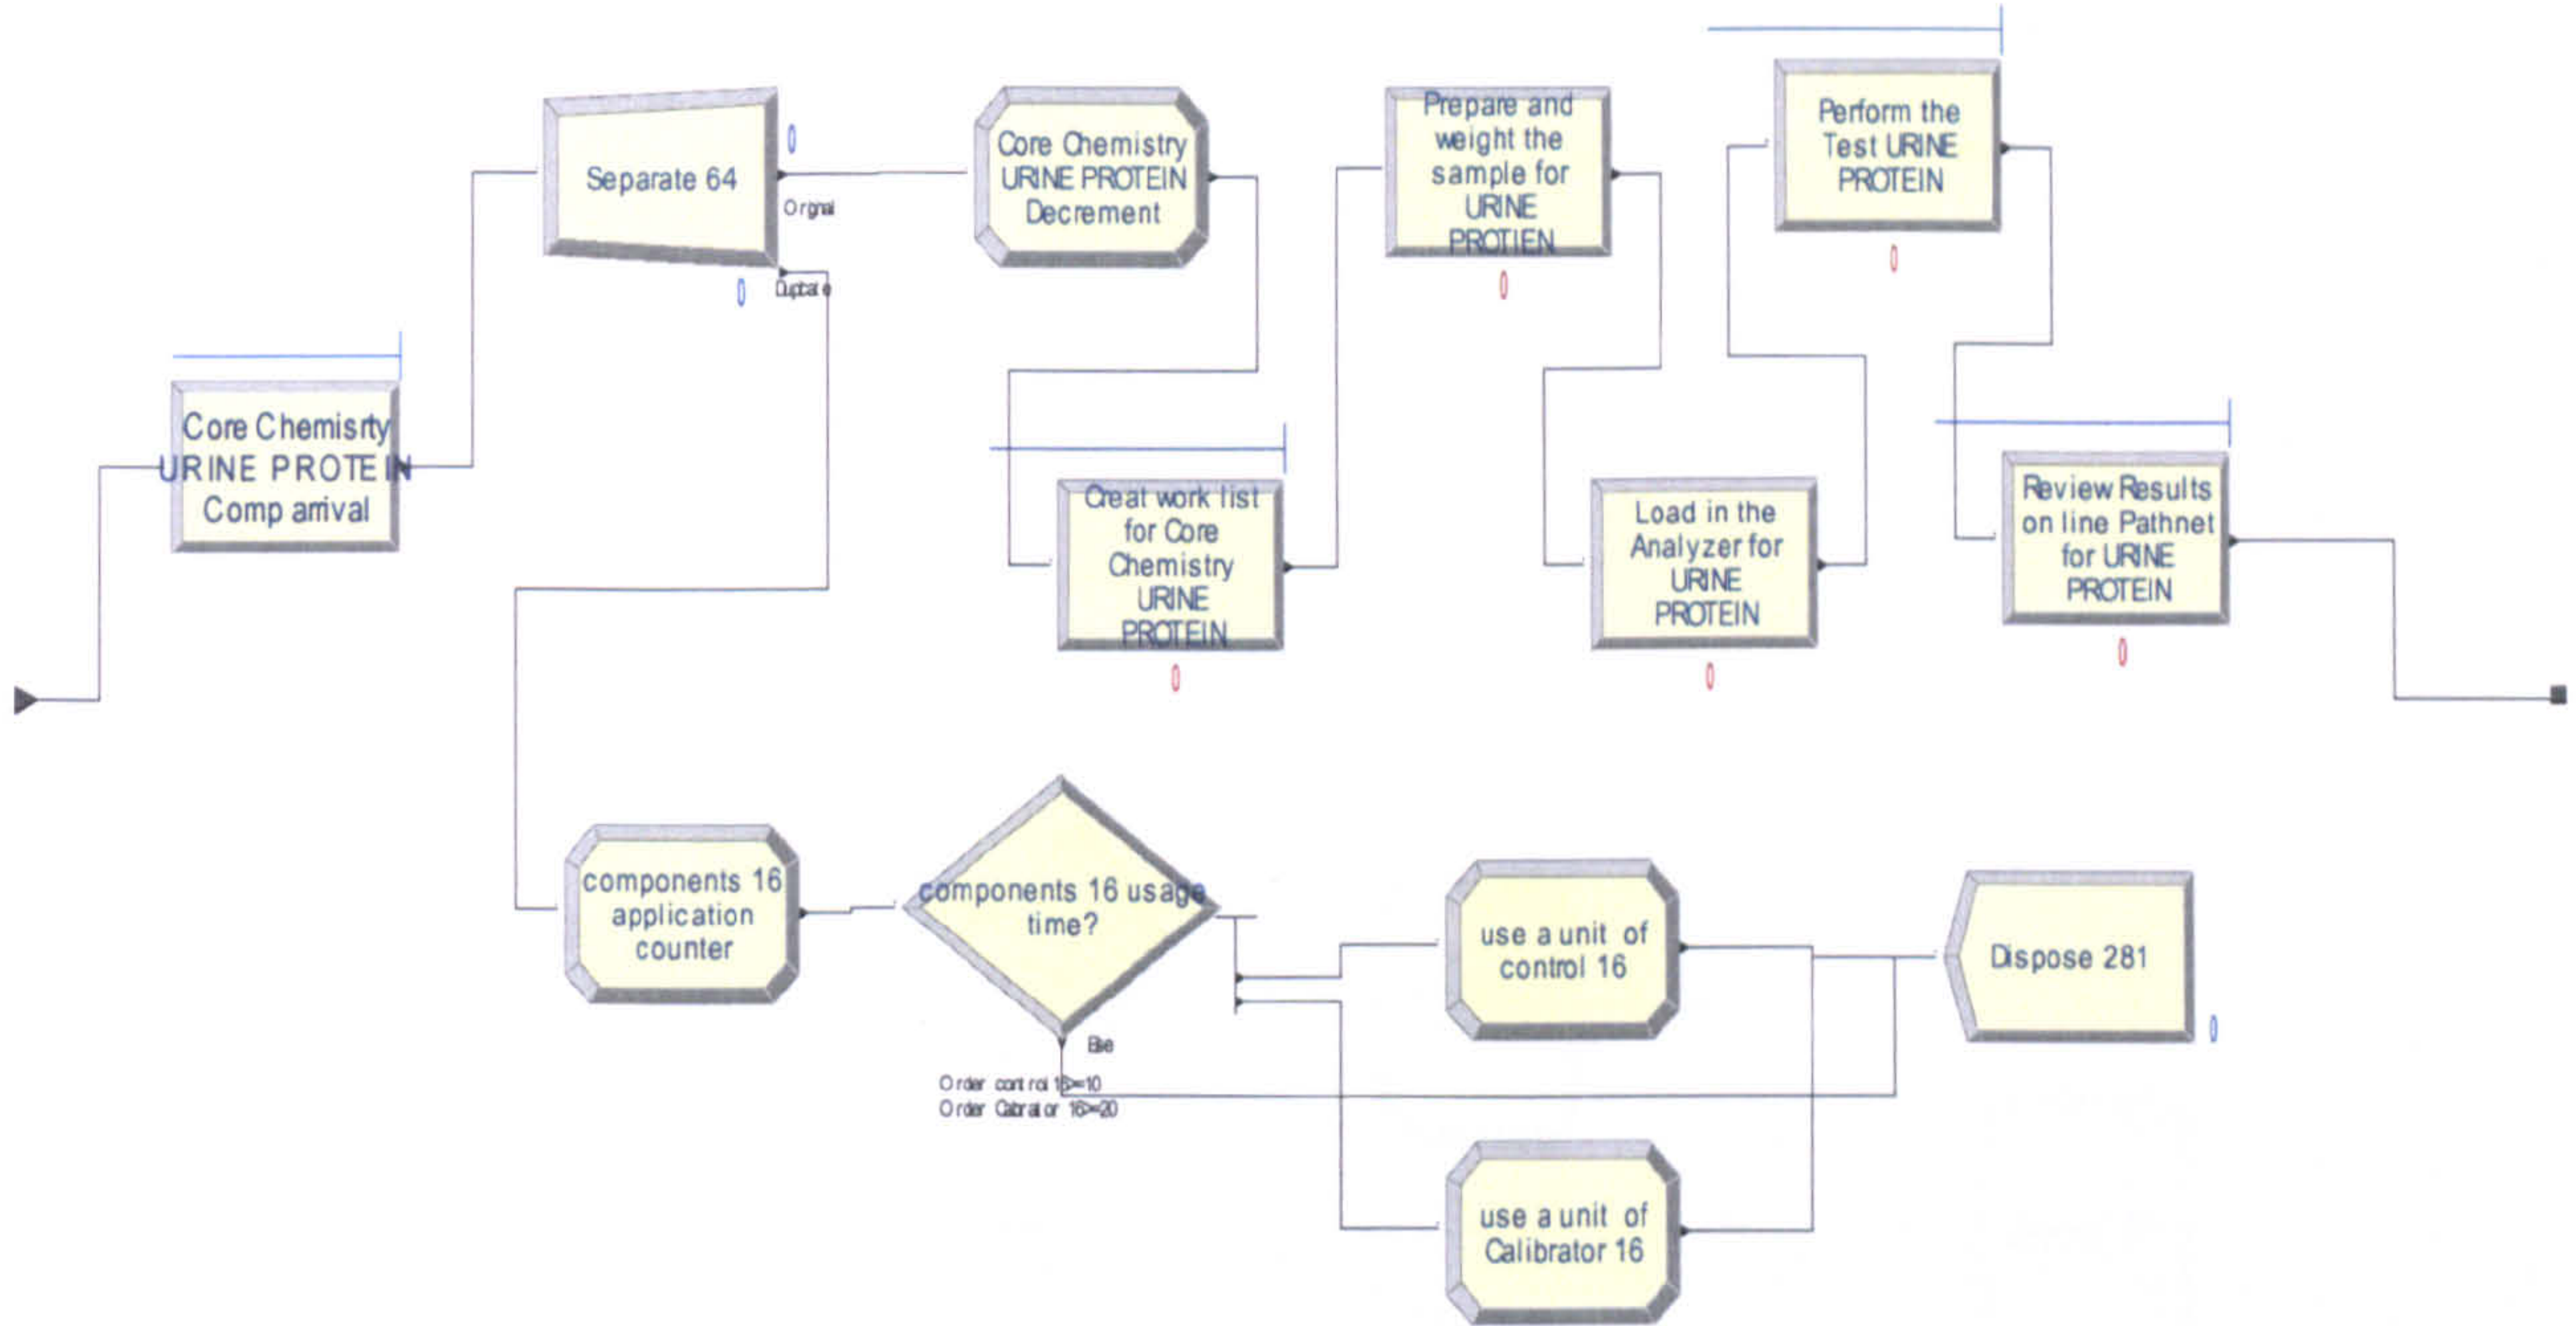 Core Chemisrty
URINE PROTEIN
Comp arrival
Separate 64
0
Original
Duplicate
0
Core Chemistry
URINE PROTEIN
Decrement
Creat work list
for Core
Chemistry
URINE
PROTEIN
0
Prepare and
weight the
sample for
URINE
PROTIEN
0
Load in the
Analyzer for
URINE
PROTEIN
0
Perform the
Test URINE
PROTEIN
0
Review Results
on line Pathnet
for URINE
PROTEIN
0
components 16
application
counter
components 16 usage
time?
Else
Order control 16>=10
Order Cabrator 16>=20
use a unit of
control 16
use a unit of
Calibrator 16
Dispose 281
0